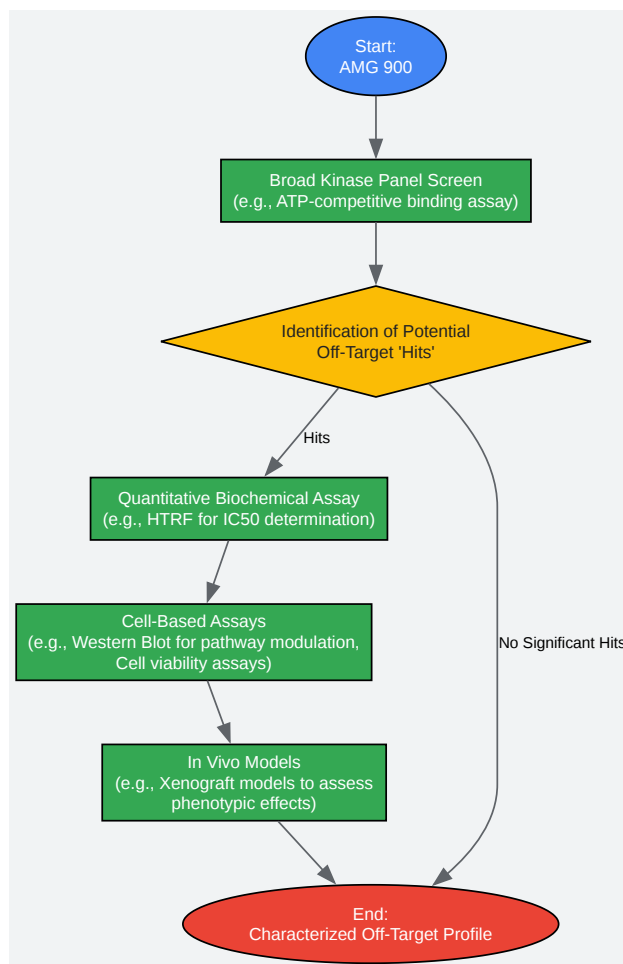 Start:
AMG 900
Broad Kinase Panel Screen
(e.g., ATP-competitive binding assay)
Identification of Potential
Off-Target 'Hits'
Hits
Quantitative Biochemical Assay
(e.g., HTRF for IC50 determination)
Cell-Based Assays
(e.g., Western Blot for pathway modulation,
Cell viability assays)
No Significant Hits
In Vivo Models
(e.g., Xenograft models to assess
phenotypic effects)
End:
Characterized Off-Target Profile